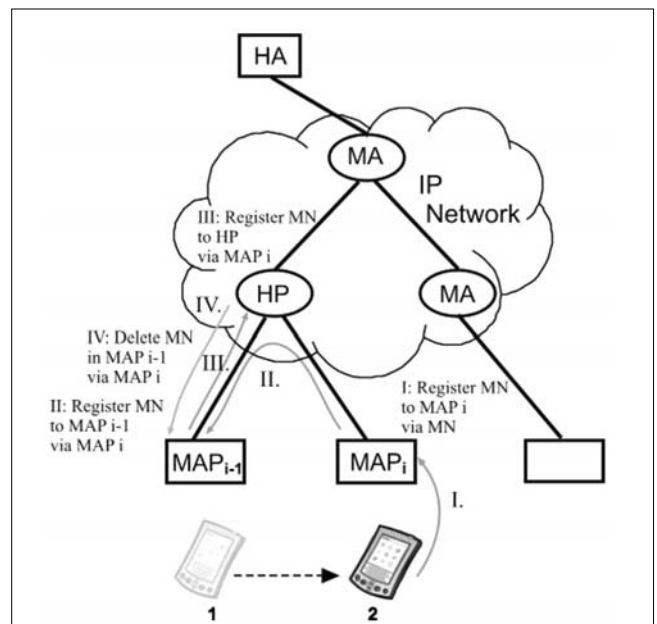 HA
MA
IP
Network
III: Register MN
to HP
via MAP i
HP
MA
IV.
IV: Delete MN
in MAP i-1
via MAP i
III.
II.
II: Register MN
to MAP i-1
via MAP i
I: Register MN
to MAP i
via MN
MAPi-1
MAPi
I.
1
2